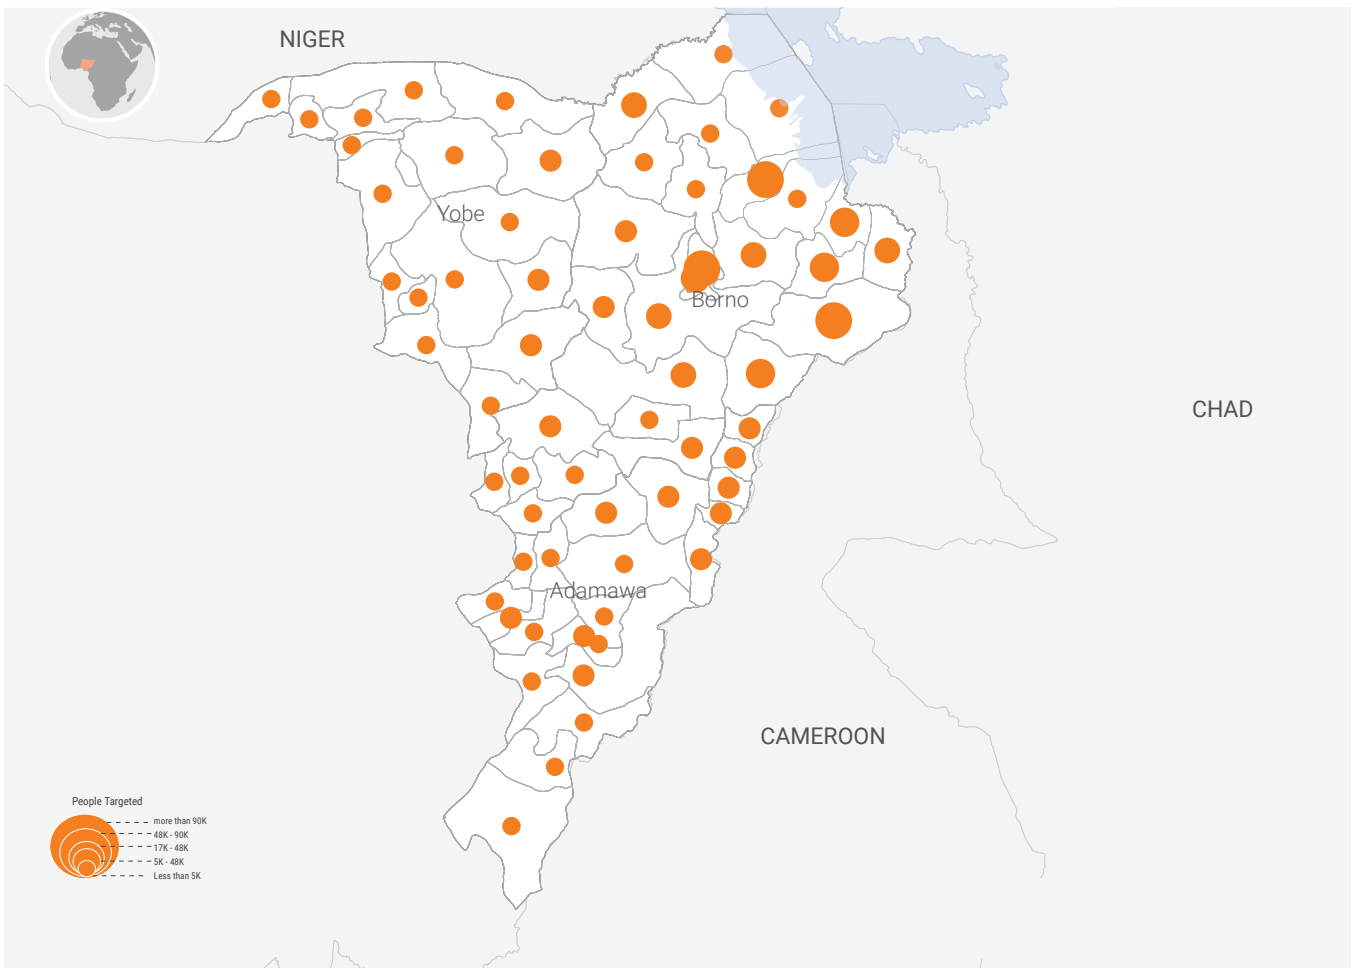 NIGER
Yobe
Borno
CHAD
Adamawa
CAMEROON
People Targeted
more than 90K
48K - 90K
17K - 48K
5K - 48K
Less than 5K